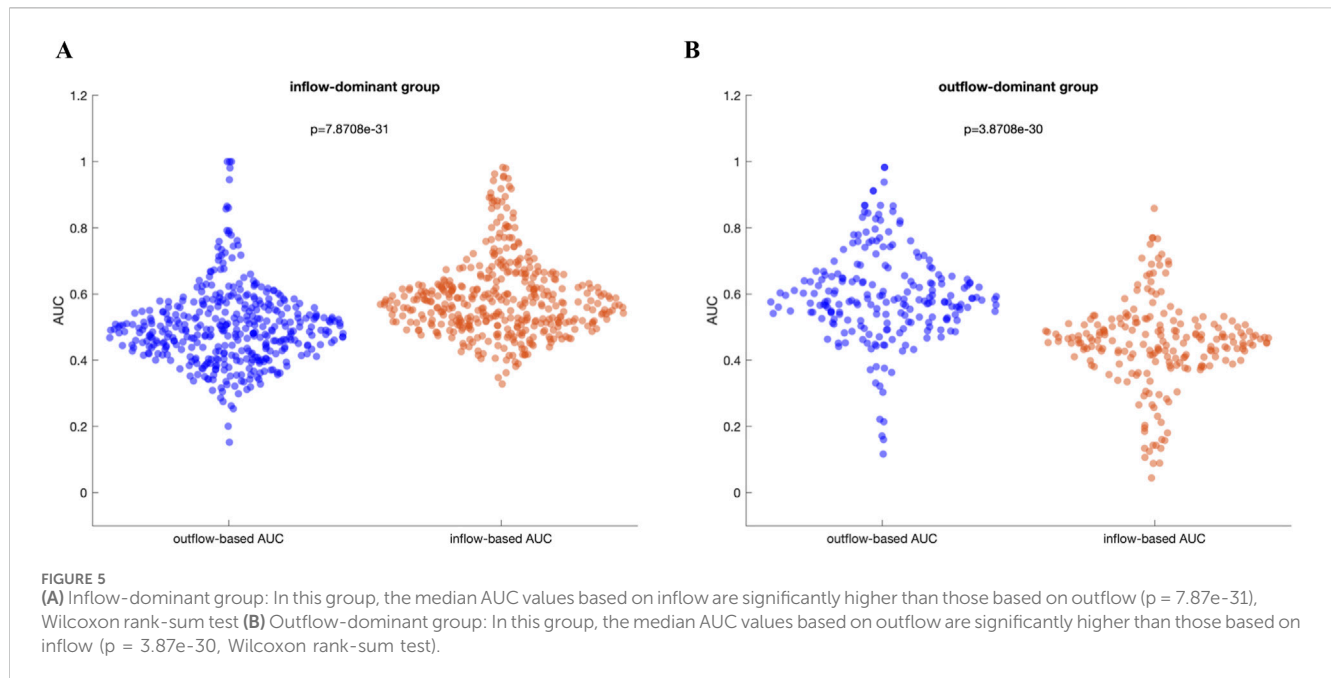 A
inflow-dominant group
p=7.8708e-31
1.2
1
0.8
0.6
0.4
0.2
0
AUC
outflow-based AUC
inflow-based AUC
B
outflow-dominant group
p=3.8708e-30
1.2
1
0.8
0.6
0.4
0.2
0
AUC
outflow-based AUC
inflow-based AUC
FIGURE 5
(A) Inflow-dominant group: In this group, the median AUC values based on inflow are significantly higher than those based on outflow (p = 7.87e-31),
Wilcoxon rank-sum test (B) Outflow-dominant group: In this group, the median AUC values based on outflow are significantly higher than those based on
inflow (p = 3.87e-30, Wilcoxon rank-sum test).